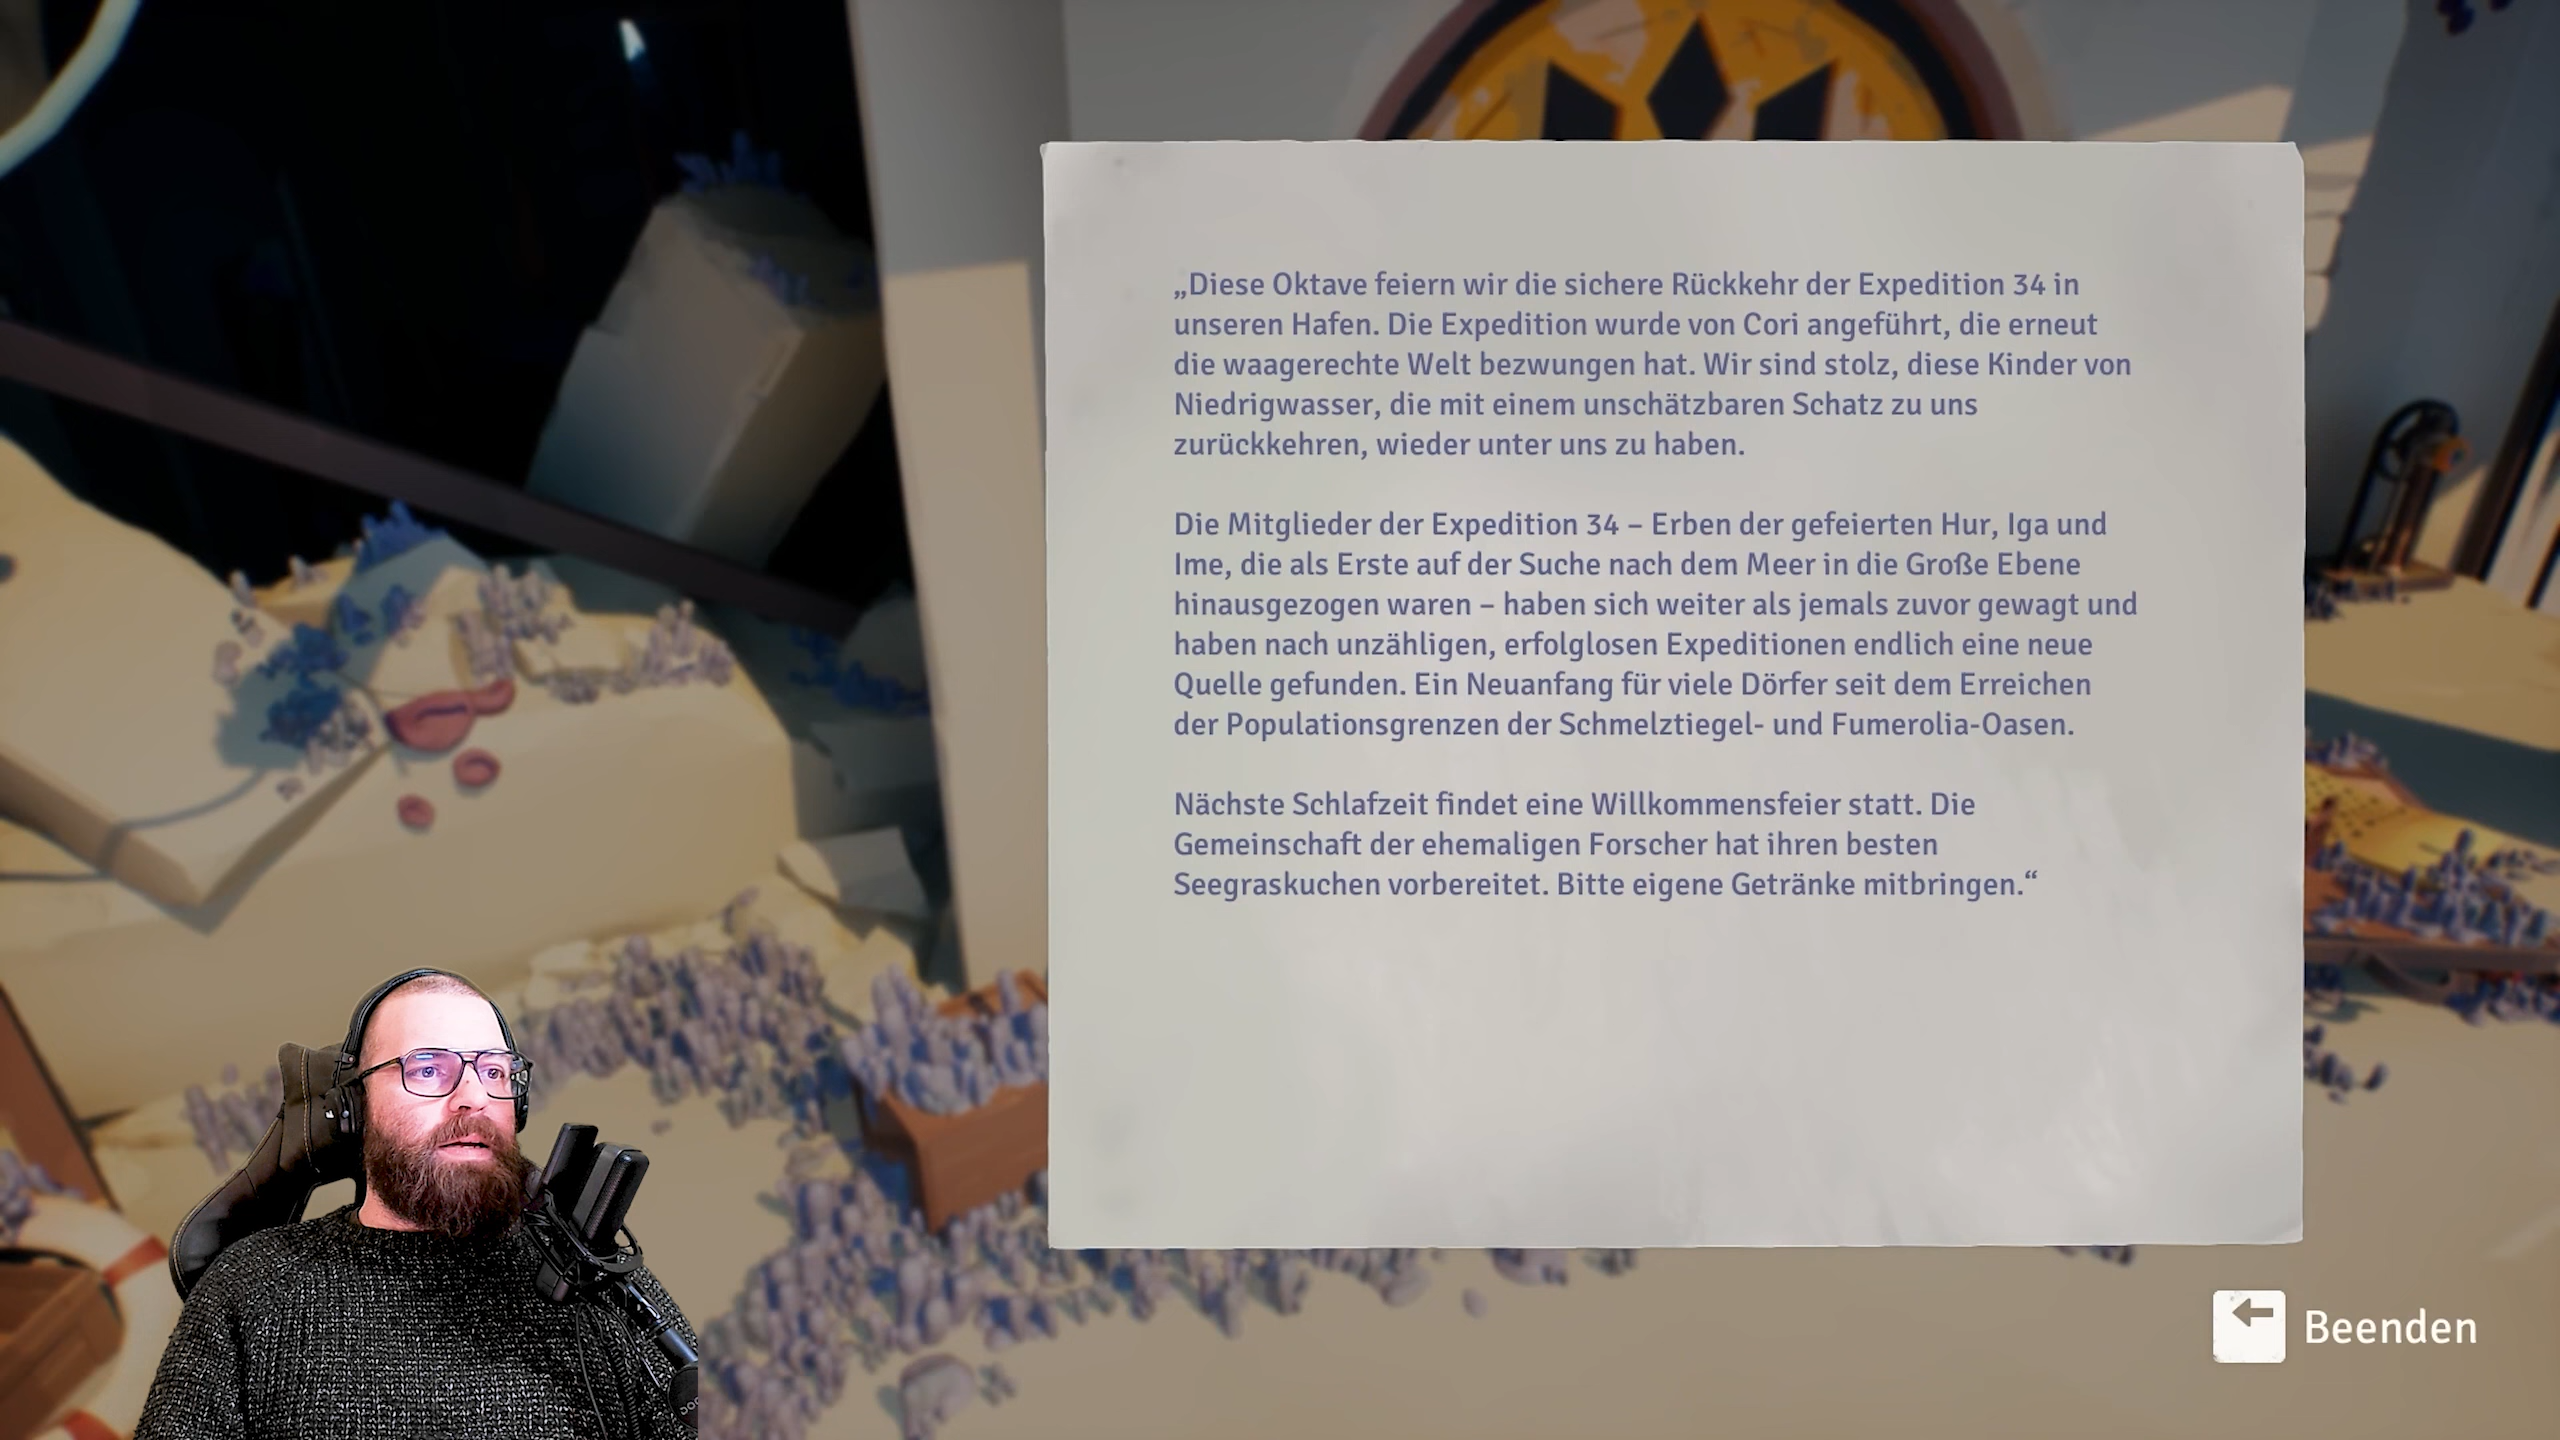 „Diese Oktave feiern wir die sichere Rückkehr der Expedition 34 in
unseren Hafen. Die Expedition wurde von Cori angeführt, die erneut
die waagerechte Welt bezwungen hat. Wir sind stolz, diese Kinder von
Niedrigwasser, die mit einem unschätzbaren Schatz zu uns
zurückkehren, wieder unter uns zu haben.
Die Mitglieder der Expedition 34 – Erben der gefeierten Hur, Iga und
Ime, die als Erste auf der Suche nach dem Meer in die Große Ebene
hinausgezogen waren – haben sich weiter als jemals zuvor gewagt und
haben nach unzähligen, erfolglosen Expeditionen endlich eine neue
Quelle gefunden. Ein Neuanfang für viele Dörfer seit dem Erreichen
der Populationsgrenzen der Schmelztiegel- und Fumerolia-Oasen.
Nächste Schlafzeit findet eine Willkommensfeier statt. Die
Gemeinschaft der ehemaligen Forscher hat ihren besten
Seegraskuchen vorbereitet. Bitte eigene Getränke mitbringen.“
Beenden